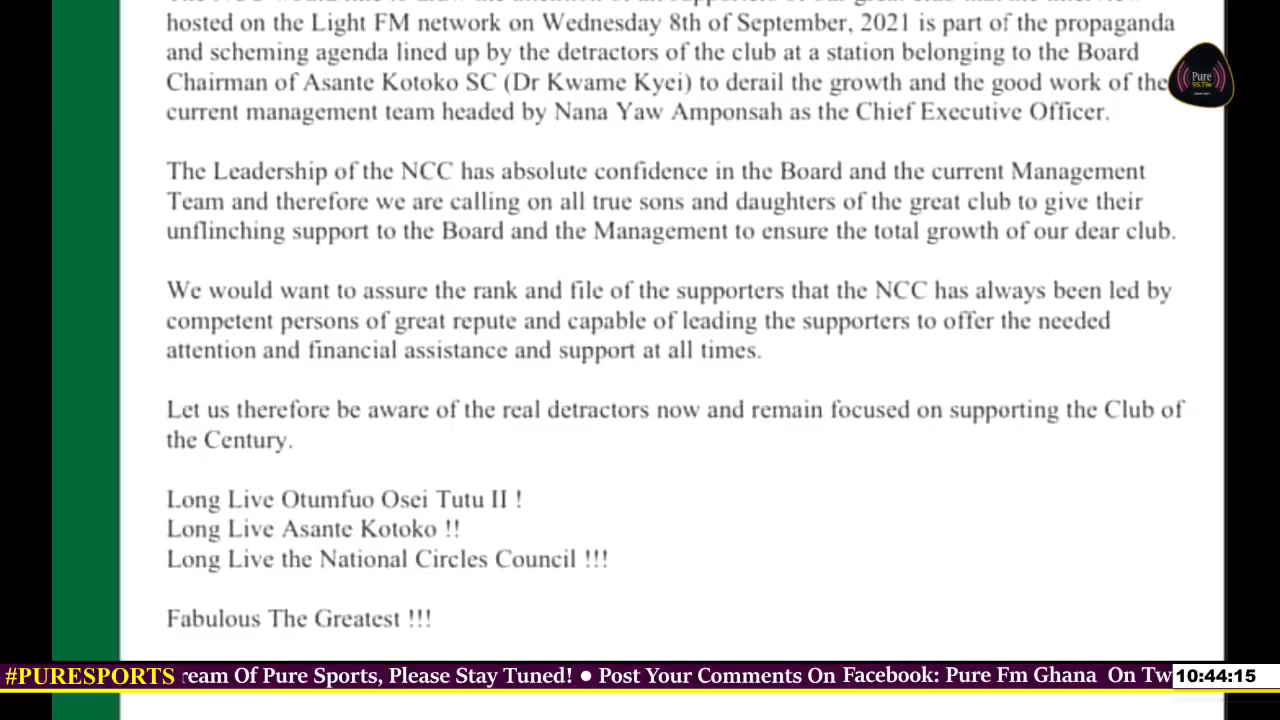 hosted on the Light FM network on Wednesday 8th of September, 2021 is part of the propaganda
and scheming agenda lined up by the detractors of the club at a station belonging to the Board
Chairman of Asante Kotoko SC (Dr Kwame Kyei) to derail the growth and the good work of the
current management team headed by Nana Yaw Amponsah as the Chief Executive Officer.
The Leadership of the NCC has absolute confidence in the Board and the current Management
Team and therefore we are calling on all true sons and daughters of the great club to give their
unflinching support to the Board and the Management to ensure the total growth of our dear club.
We would want to assure the rank and file of the supporters that the NCC has always been led by
competent persons of great repute and capable of leading the supporters to offer the needed
attention and financial assistance and support at all times.
Let us therefore be aware of the real detractors now and remain focused on supporting the Club of
the Century.
Long Live Otumfuo Osei Tutu II !
Long Live Asante Kotoko !!
Long Live the National Circles Council !!!
Fabulous The Greatest !!!
Pure
95.7fm
#PURESPORTS ream Of Pure Sports, Please Stay Tuned! ● Post Your Comments On Facebook: Pure Fm Ghana On Tw 10:44:15